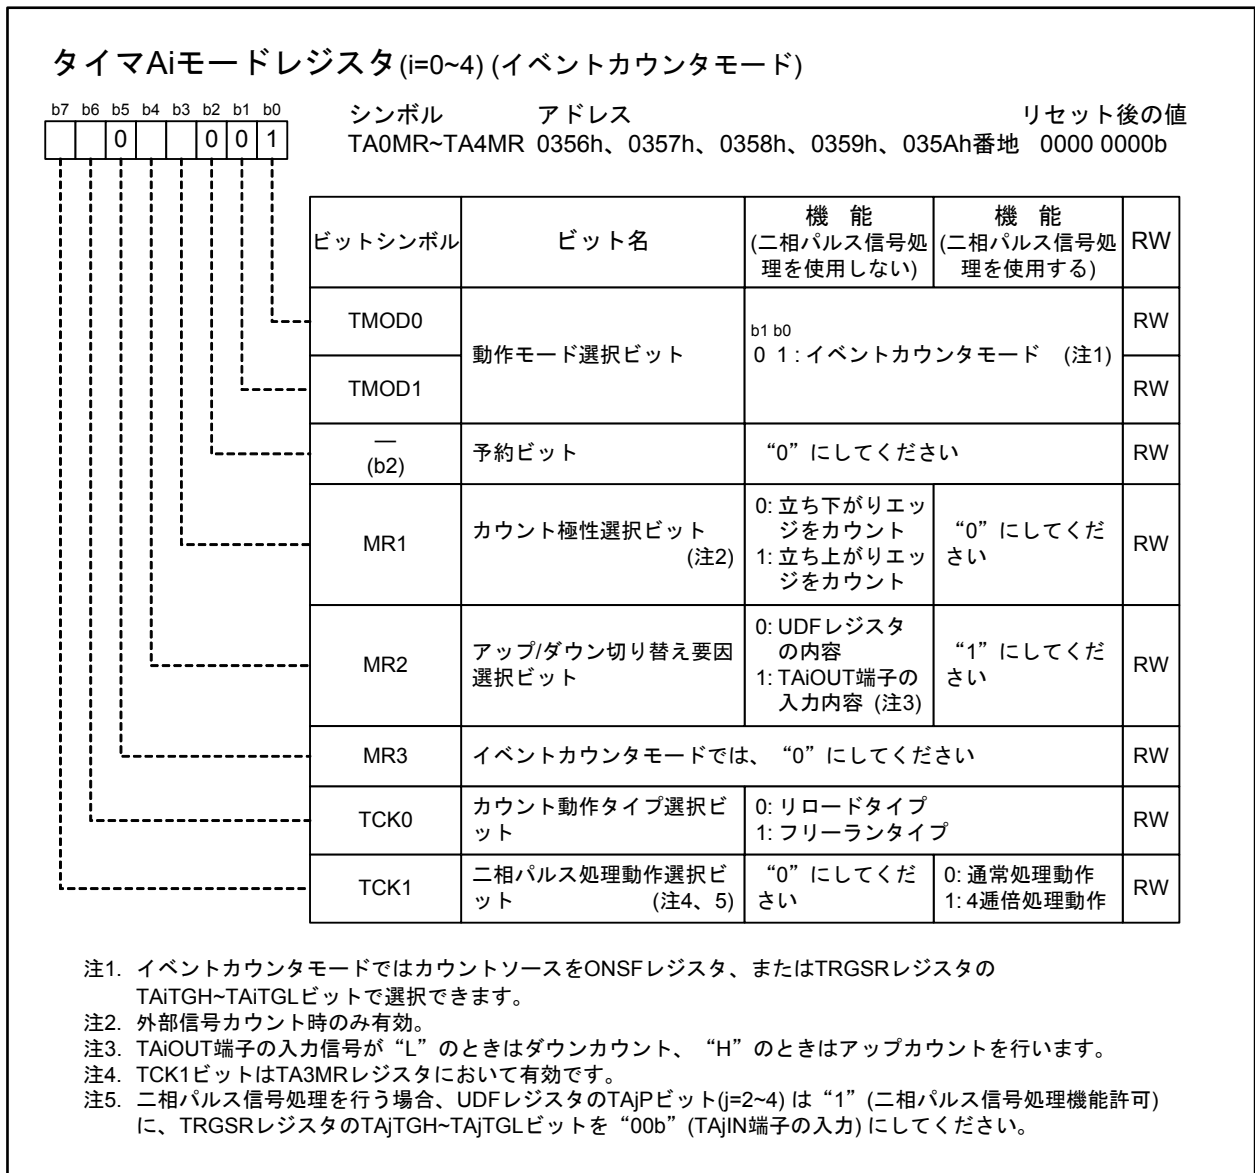 タイマAiモードレジスタ(i=0~4) (イベントカウンタモード)
b7 b6 b5 b4 b3 b2 b1 b0
0 0 0 1
シンボル アドレス リセット後の値
TA0MR~TA4MR 0356h、0357h、0358h、0359h、035Ah番地 0000 0000b
ビットシンボル ビット名 機 能 (二相パルス信号処理を使用しない) 機 能 (二相パルス信号処理を使用する) RW
TMOD0 RW
動作モード選択ビット
b1 b0
0 1 : イベントカウンタモード (注1)
TMOD1 RW
—
(b2) 予約ビット “0”にしてください RW
MR1 カウント極性選択ビット
(注2)
0: 立ち下がりエッ
ジをカウント
1: 立ち上がりエッ
ジをカウント
“0”にしてくだ
さい
RW
MR2 アップ/ダウン切り替え要因
選択ビット
0: UDFレジスタ
の内容
1: TAiOUT端子の
入力内容 (注3)
“1”にしてくだ
さい
RW
MR3 イベントカウンタモードでは、“0”にしてください RW
TCK0 カウント動作タイプ選択ビ
ット
0: リロードタイプ
1: フリーランタイプ
RW
TCK1 二相パルス処理動作選択ビ
ット (注4、5)
“0”にしてくだ
さい
0: 通常処理動作
1: 4逓倍処理動作
RW
注1. イベントカウンタモードではカウントソースをONSFレジスタ、またはTRGSRレジスタの
TAiTGH~TAiTGLビットで選択できます。
注2. 外部信号カウント時のみ有効。
注3. TAiOUT端子の入力信号が“L”のときはダウンカウント、“H”のときはアップカウントを行います。
注4. TCK1ビットはTA3MRレジスタにおいて有効です。
注5. 二相パルス信号処理を行う場合、UDFレジスタのTAjPビット(j=2~4) は“1”(二相パルス信号処理機能許可)
に、TRGSRレジスタのTAjTGH~TAjTGLビットを“00b”(TAjIN端子の入力) にしてください。